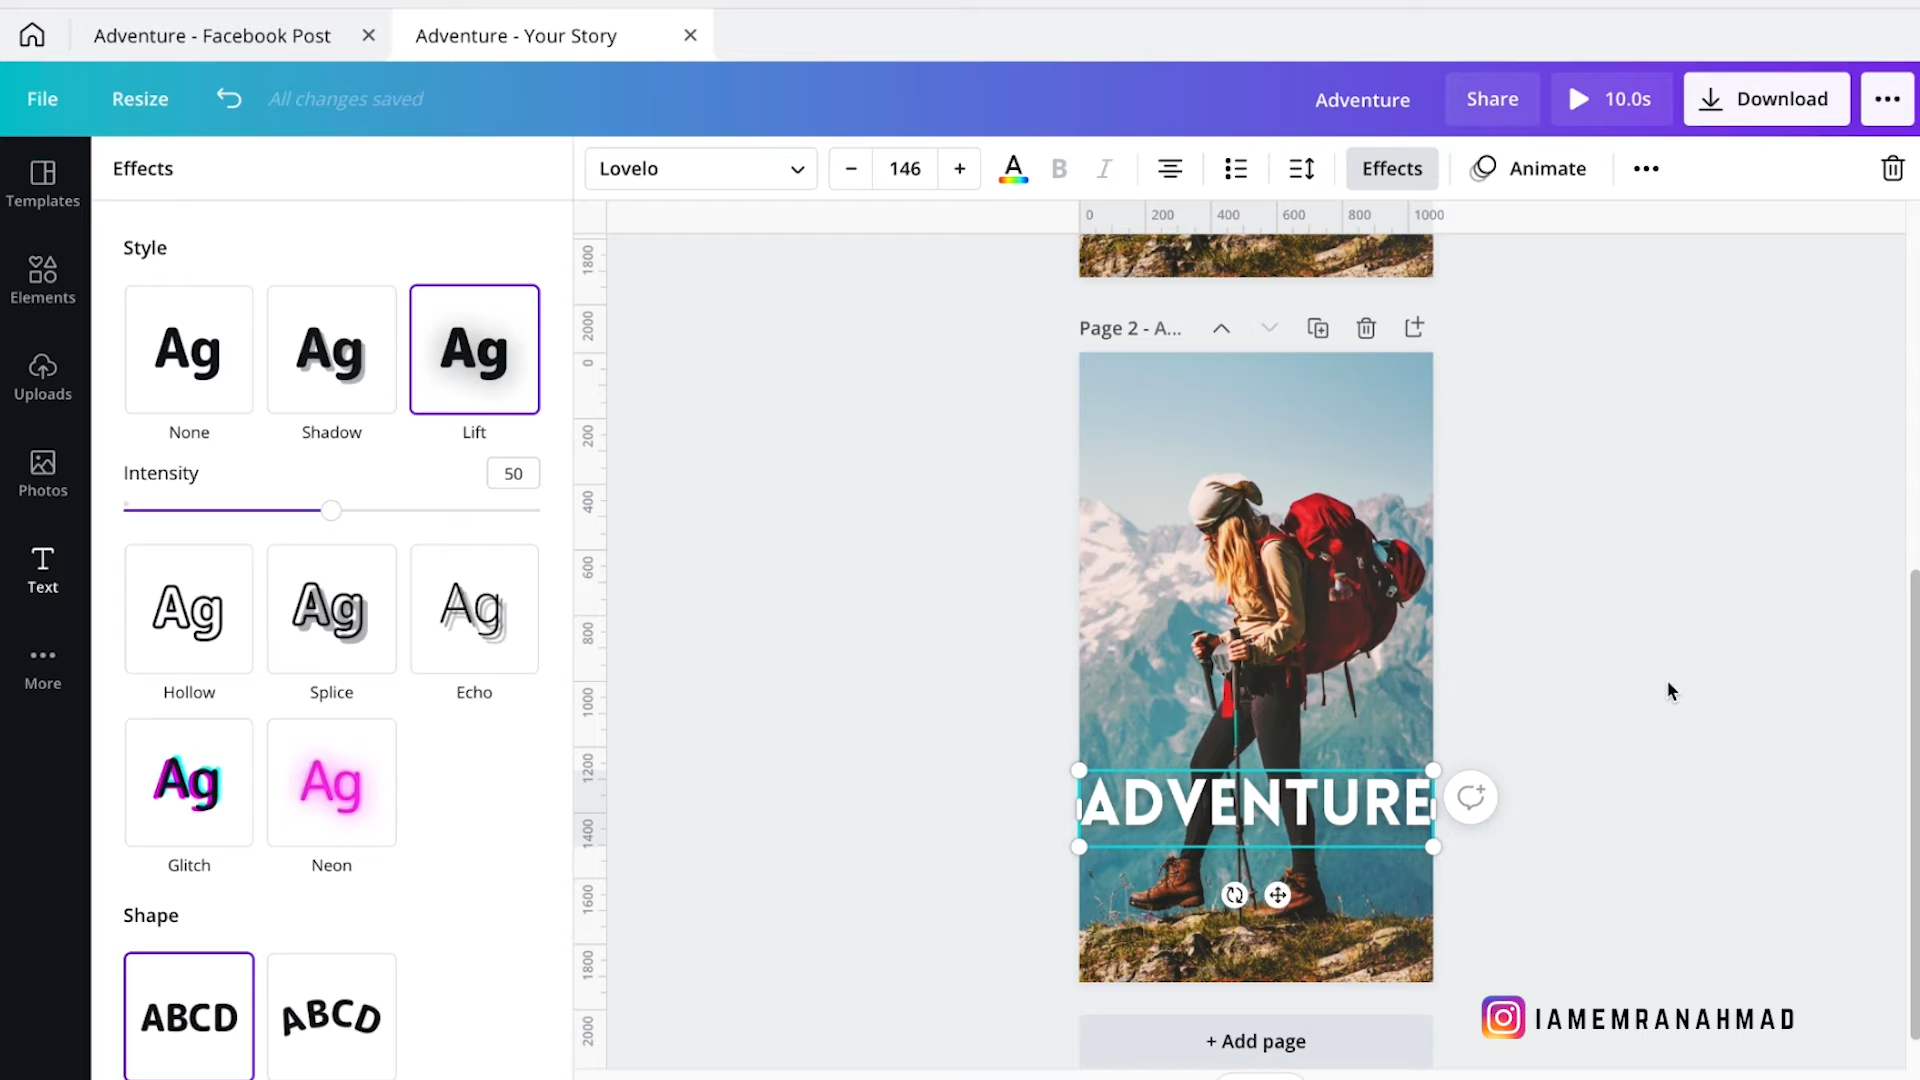 Adventure - Facebook Post
Adventure - Your Story
File
Resize
All changes saved
Adventure
Share
10.0s
Download
Templates
Elements
Uploads
Photos
Text
More
Effects
Lovelo
146
A
B
I
Effects
Animate
Style
Ag
Ag
Ag
None
Shadow
Lift
Intensity
50
Ag
Ag
Ag
Hollow
Splice
Echo
Ag
Ag
Glitch
Neon
Shape
ABCD
ABCD
0 200 400 600 800 1000
1800
2000
0
200
400
600
800
1000
1200
1400
1600
1800
2000
Page 2 - A...
ADVENTURE
+ Add page
IAMEMRANAHMAD